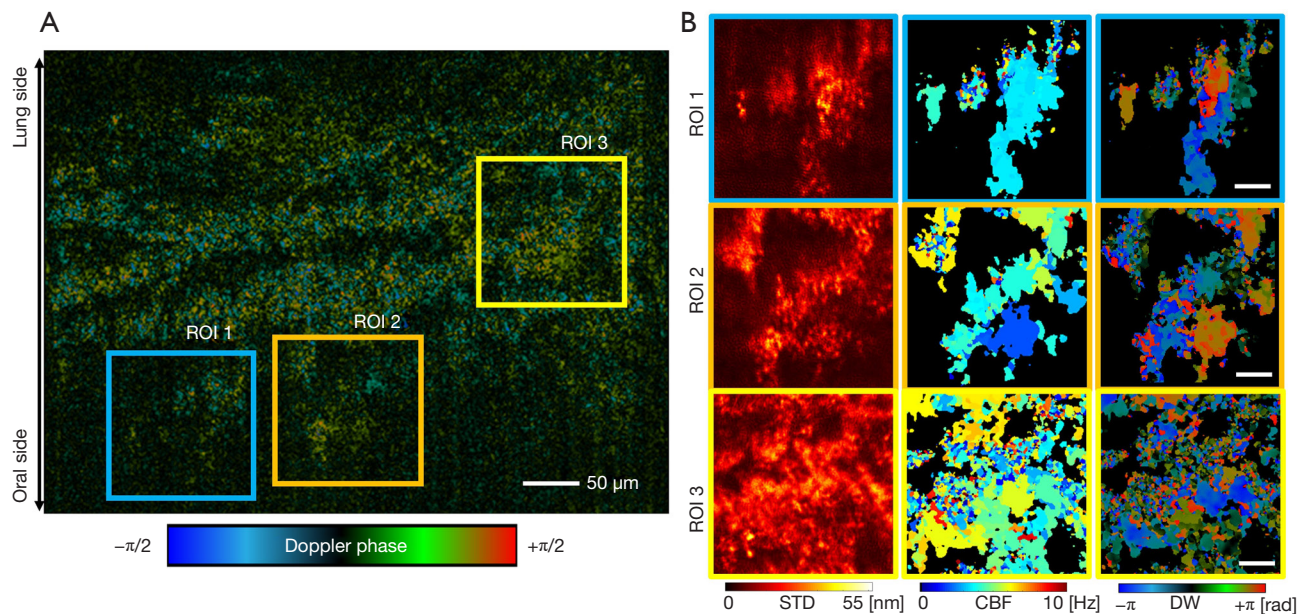 A
Lung side
Oral side
ROI 3
ROI 1
ROI 2
50 µm
−π/2
Doppler phase
+π/2
B
ROI 1
ROI 2
ROI 3
0 STD 55 [nm]
0 CBF 10 [Hz]
−π DW +π [rad]